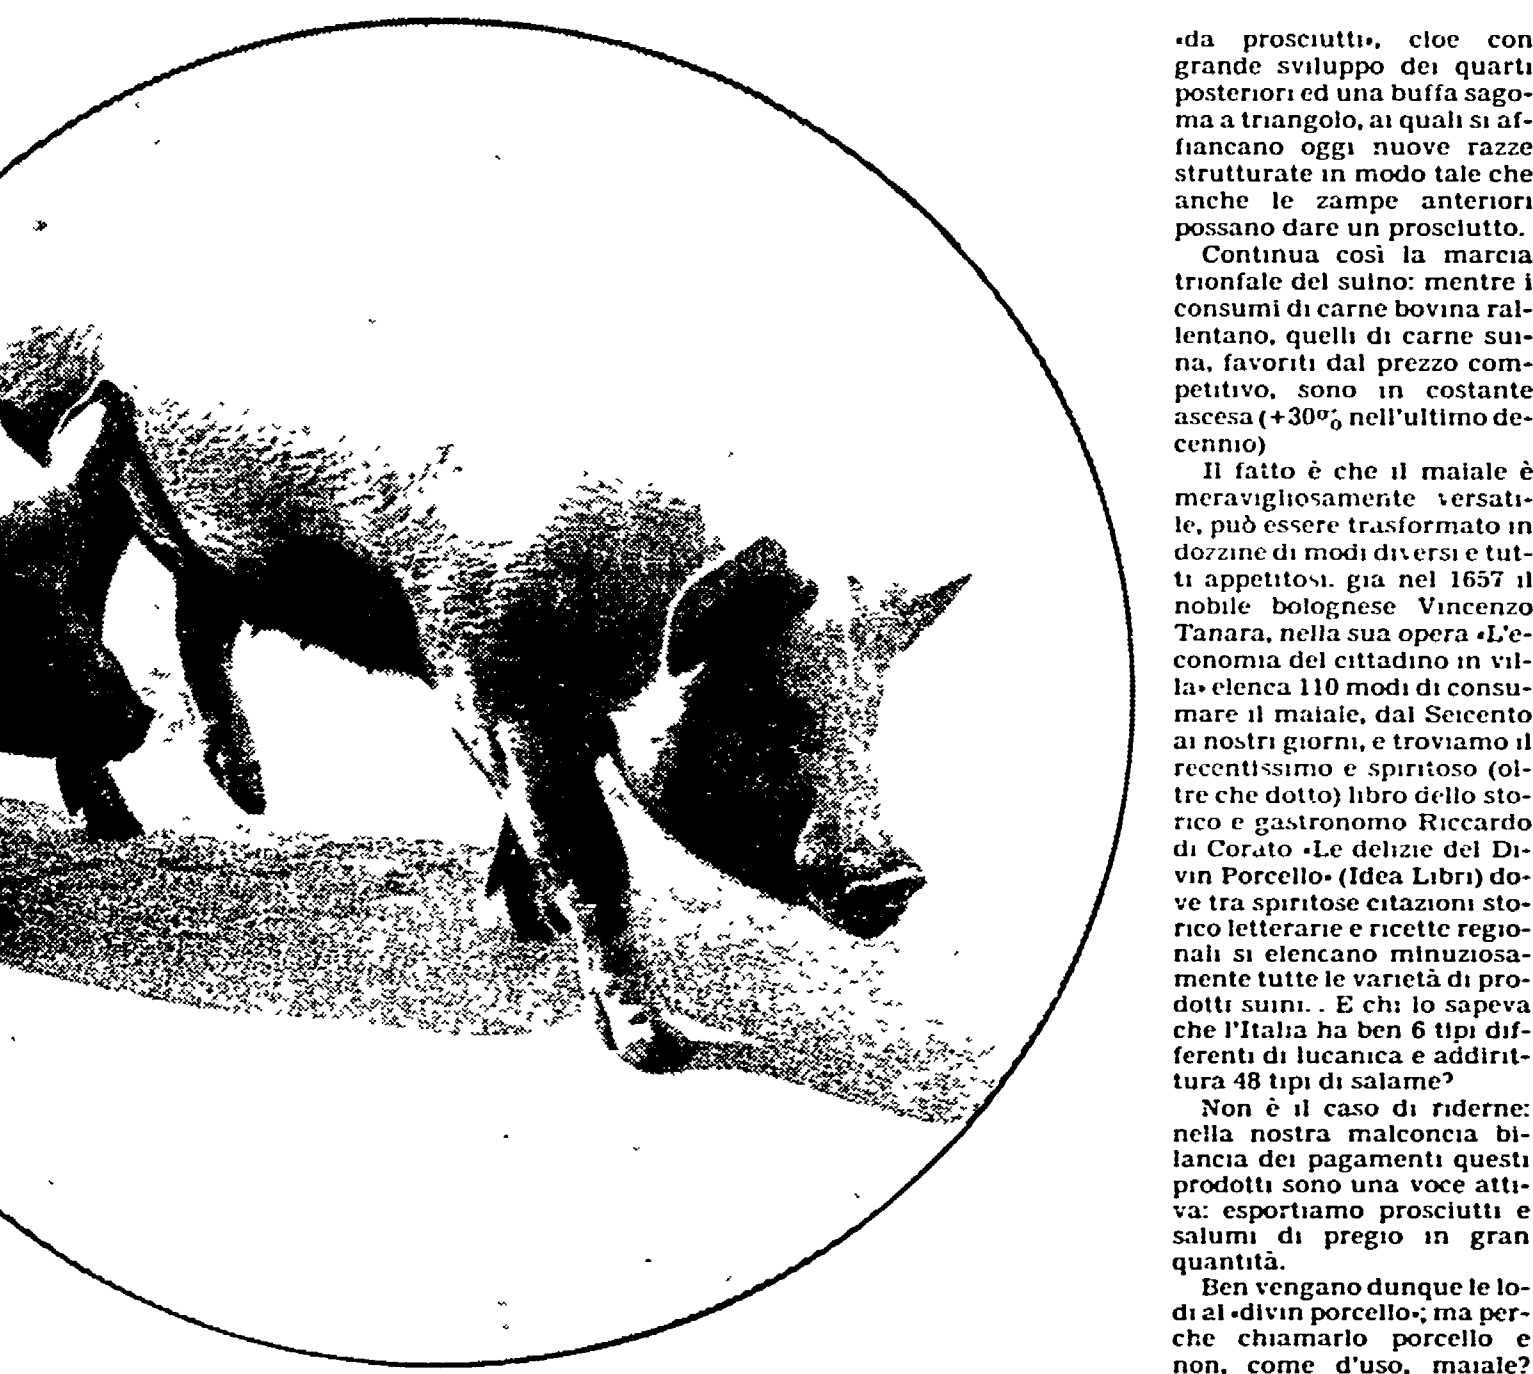 «da prosciutti», cioe con
grande sviluppo dei quarti
posteriori ed una buffa sago-
ma a triangolo, ai quali si af-
fiancano oggi nuove razze
strutturate in modo tale che
anche le zampe anteriori
possano dare un prosciutto.
Continua così la marcia
trionfale del suino: mentre i
consumi di carne bovina ral-
lentano, quelli di carne sui-
na, favoriti dal prezzo com-
petitivo, sono in costante
ascesa (+30% nell'ultimo de-
cennio)
Il fatto è che il maiale è
meravigliosamente versati-
le, può essere trasformato in
dozzine di modi diversi e tut-
ti appetitosi. gia nel 1657 il
nobile bolognese Vincenzo
Tanara, nella sua opera «L'e-
conomia del cittadino in vil-
la» elenca 110 modi di consu-
mare il maiale, dal Seicento
ai nostri giorni, e troviamo il
recentissimo e spiritoso (ol-
tre che dotto) libro dello sto-
rico e gastronomo Riccardo
di Corato «Le delizie del Di-
vin Porcello» (Idea Libri) do-
ve tra spiritose citazioni sto-
rico letterarie e ricette regio-
nali si elencano minuziosa-
mente tutte le varietà di pro-
dotti suini.. E chi lo sapeva
che l'Italia ha ben 6 tipi dif-
ferenti di lucanica e addirit-
tura 48 tipi di salame?
Non è il caso di riderne:
nella nostra malconcia bi-
lancia dei pagamenti questi
prodotti sono una voce atti-
va: esportiamo prosciutti e
salumi di pregio in gran
quantità.
Ben vengano dunque le lo-
di al «divin porcello»; ma per-
che chiamarlo porcello e
non, come d'uso, maiale?